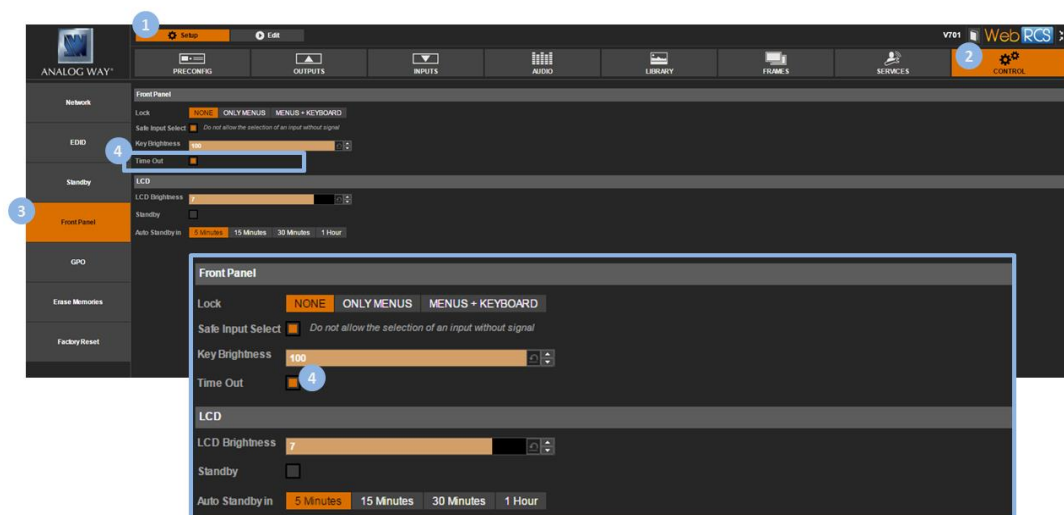 1
Setup
Edit
V701
Web RCS
ANALOG WAY®
PRECONFIG
OUTPUTS
INPUTS
AUDIO
LIBRARY
FRAMES
SERVICES
2
CONTROL
Network
EDID
Standby
3
Front Panel
GPO
Erase Memories
Factory Reset
Front Panel
Lock NONE ONLY MENUS MENUS + KEYBOARD
Safe Input Select Do not allow the selection of an input without signal
Key Brightness 100
4
Time Out
LCD
LCD Brightness 7
Standby
Auto Standby in 5 Minutes 15 Minutes 30 Minutes 1 Hour
Front Panel
Lock NONE ONLY MENUS MENUS + KEYBOARD
Safe Input Select Do not allow the selection of an input without signal
Key Brightness 100
Time Out 4
LCD
LCD Brightness 7
Standby
Auto Standby in 5 Minutes 15 Minutes 30 Minutes 1 Hour